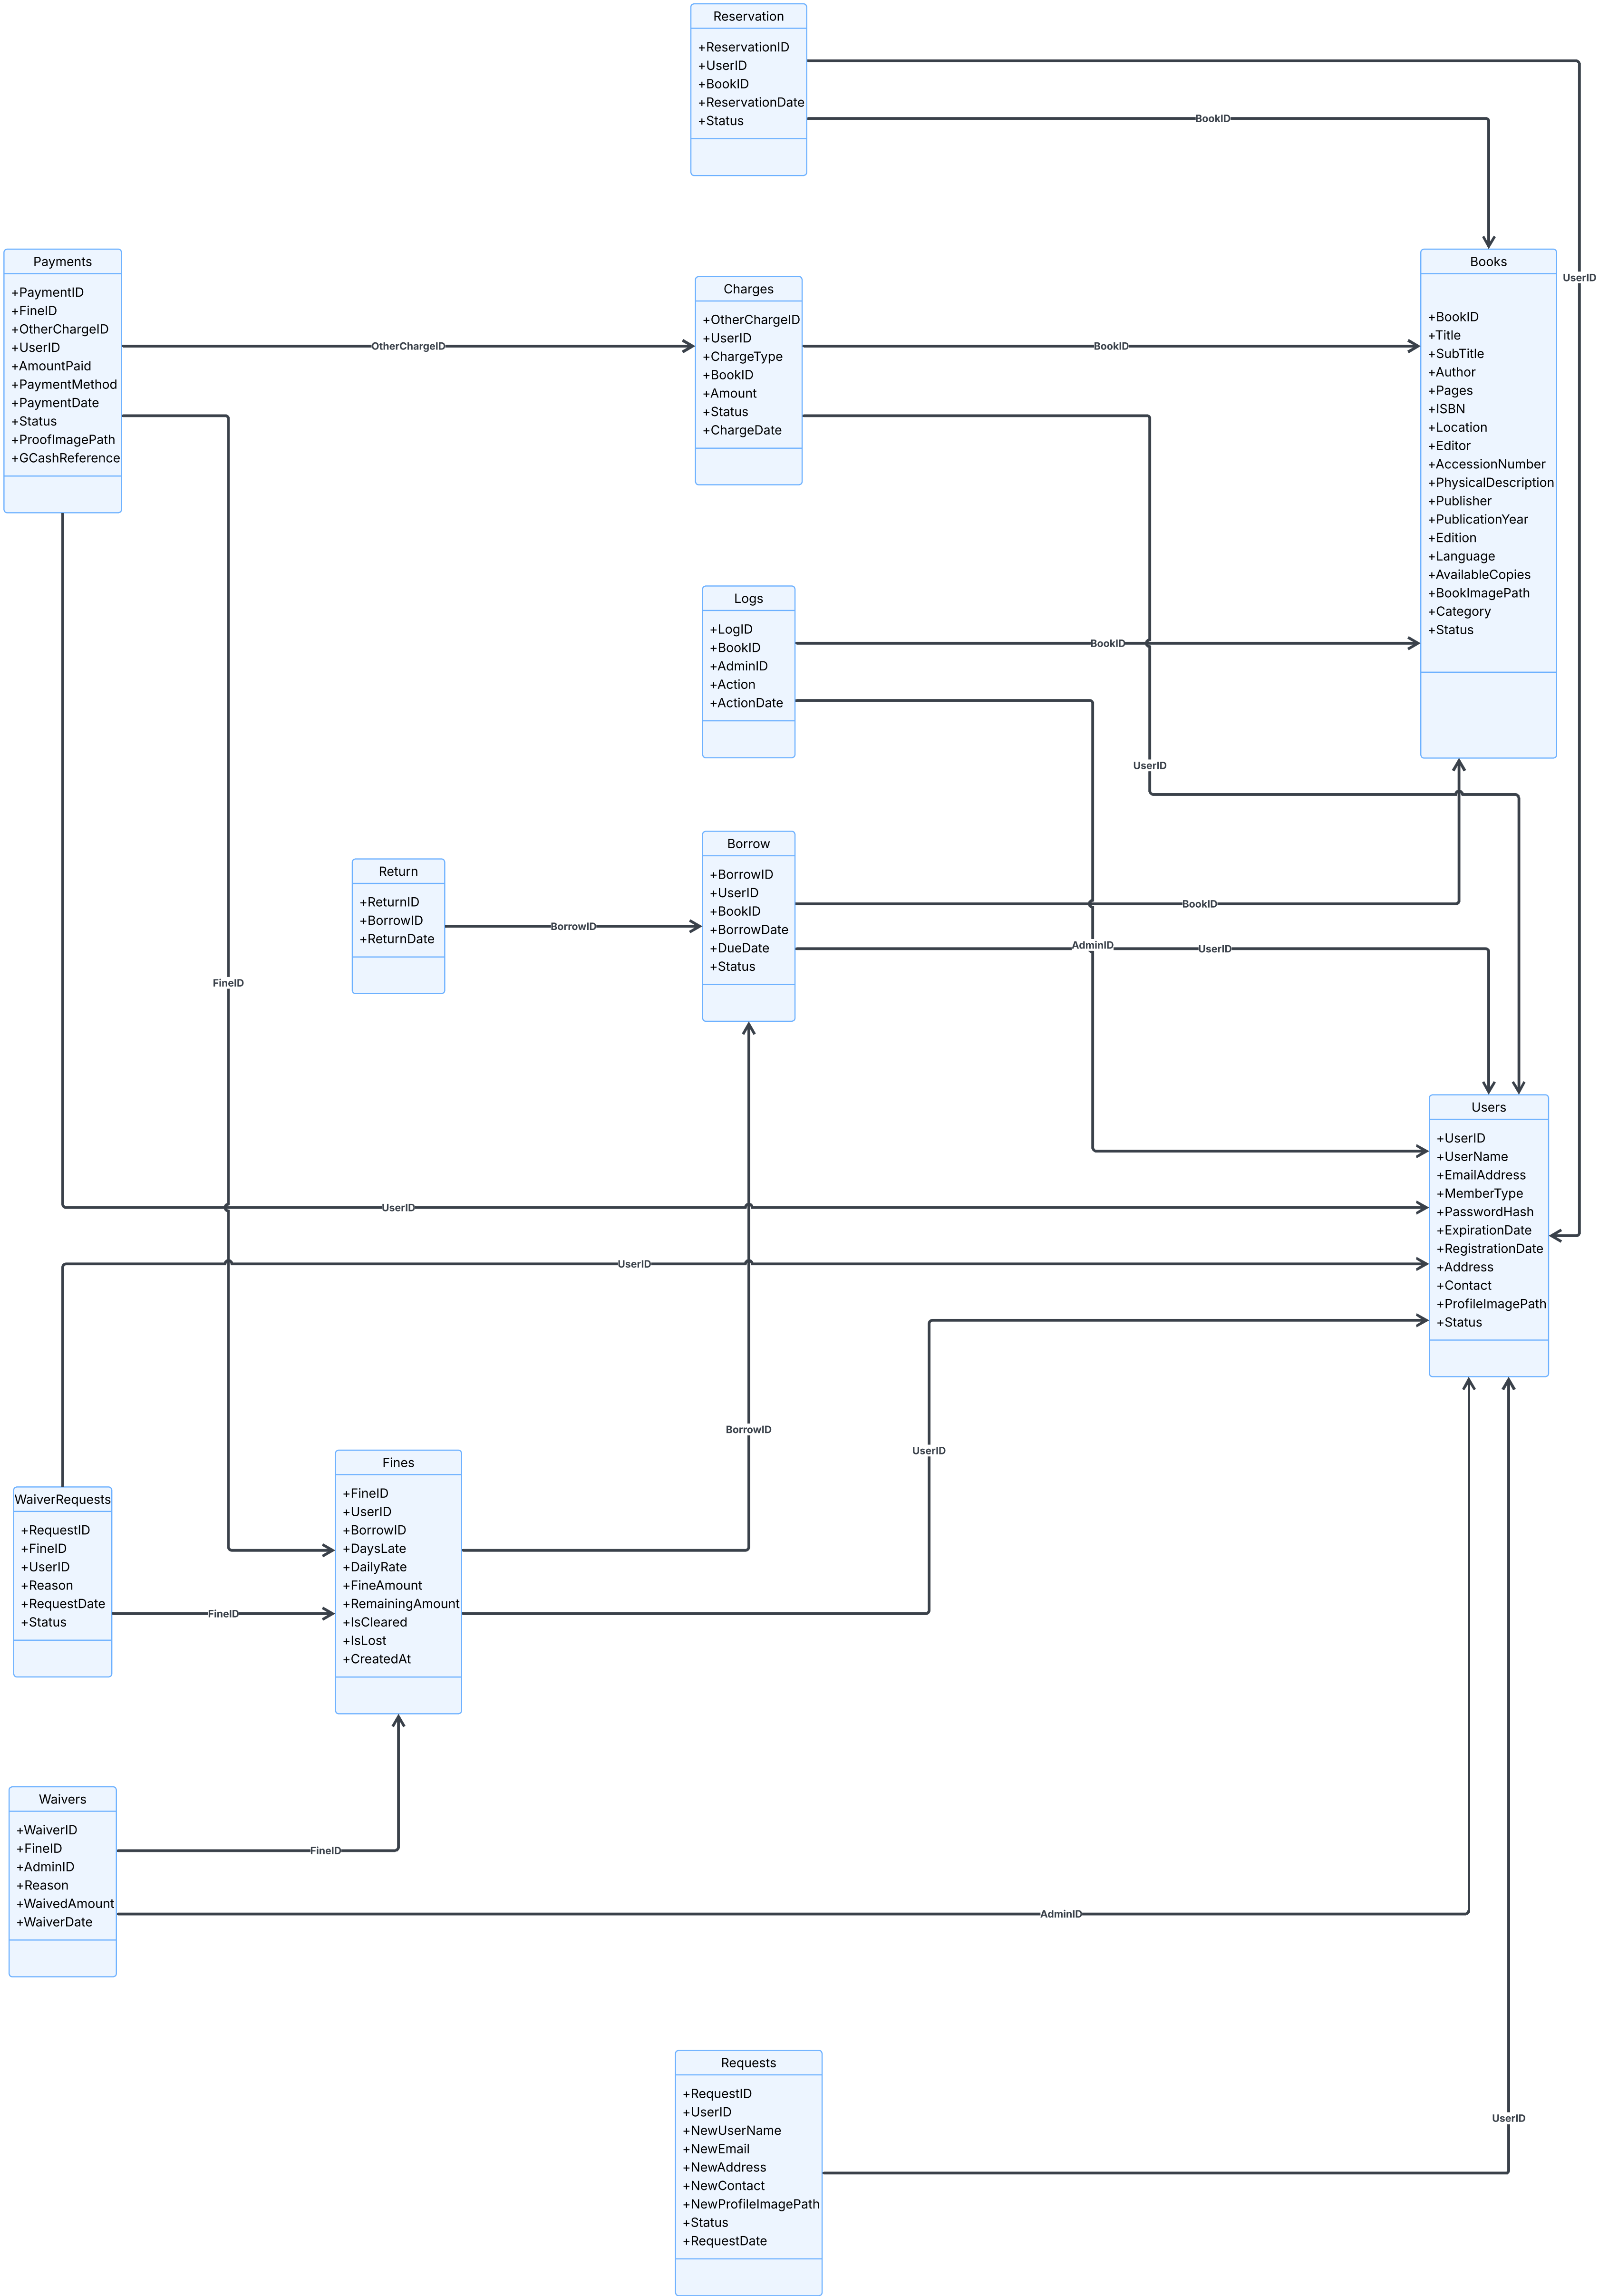 Reservation
+ReservationID
+UserID
+BookID
+ReservationDate
+Status
BookID
UserID
Payments
+PaymentID
+FineID
+OtherChargeID
+UserID
+AmountPaid
+PaymentMethod
+PaymentDate
+Status
+ProofImagePath
+GCashReference
OtherChargeID
Charges
+OtherChargeID
+UserID
+ChargeType
+BookID
+Amount
+Status
+ChargeDate
BookID
Books
+BookID
+Title
+SubTitle
+Author
+Pages
+ISBN
+Location
+Editor
+AccessionNumber
+PhysicalDescription
+Publisher
+PublicationYear
+Edition
+Language
+AvailableCopies
+BookImagePath
+Category
+Status
Logs
+LogID
+BookID
+AdminID
+Action
+ActionDate
BookID
UserID
Return
+ReturnID
+BorrowID
+ReturnDate
BorrowID
Borrow
+BorrowID
+UserID
+BookID
+BorrowDate
+DueDate
+Status
BookID
AdminID
UserID
FineID
Users
+UserID
+UserName
+EmailAddress
+MemberType
+PasswordHash
+ExpirationDate
+RegistrationDate
+Address
+Contact
+ProfileImagePath
+Status
UserID
UserID
BorrowID
UserID
WaiverRequests
+RequestID
+FineID
+UserID
+Reason
+RequestDate
+Status
FineID
Fines
+FineID
+UserID
+BorrowID
+DaysLate
+DailyRate
+FineAmount
+RemainingAmount
+IsCleared
+IsLost
+CreatedAt
Waivers
+WaiverID
+FineID
+AdminID
+Reason
+WaivedAmount
+WaiverDate
FineID
AdminID
Requests
+RequestID
+UserID
+NewUserName
+NewEmail
+NewAddress
+NewContact
+NewProfileImagePath
+Status
+RequestDate
UserID